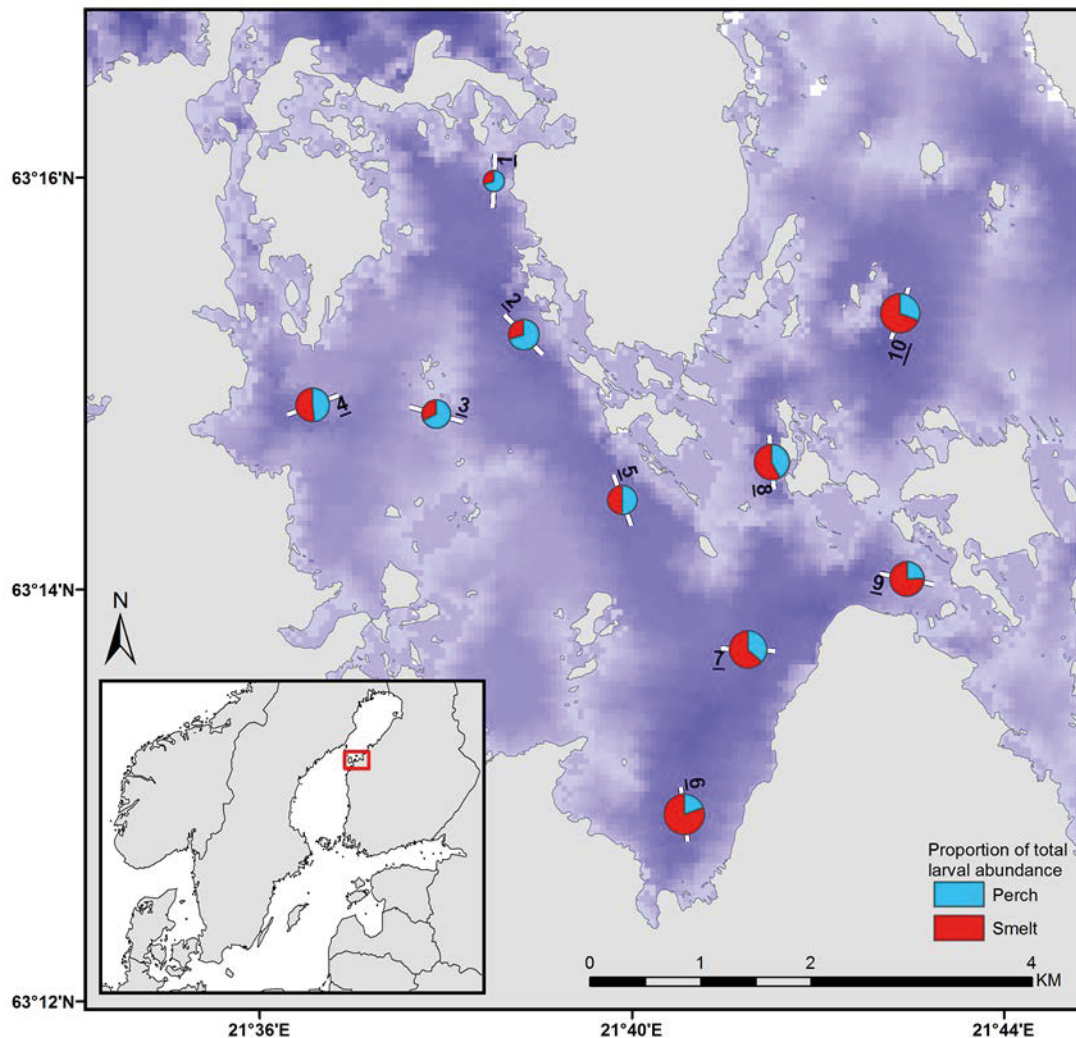 63°16'N
63°14'N
63°12'N
1
2
3
4
5
6
7
8
9
10
N
Proportion of total
larval abundance
Perch
Smelt
0 1 2 4
KM
21°36'E 21°40'E 21°44'E